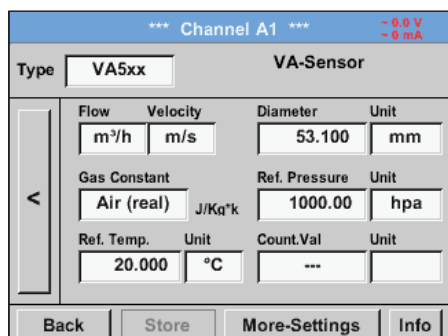 *** Channel A1 ***
~ 0.0 V
~ 0 mA
Type VA5xx VA-Sensor
Flow Velocity Diameter Unit
m³/h m/s 53.100 mm
Gas Constant Ref. Pressure Unit
< Air (real) J/Kg*k 1000.00 hpa
Ref. Temp. Unit Count.Val Unit
20.000 °C ---
Back Store More-Settings Info